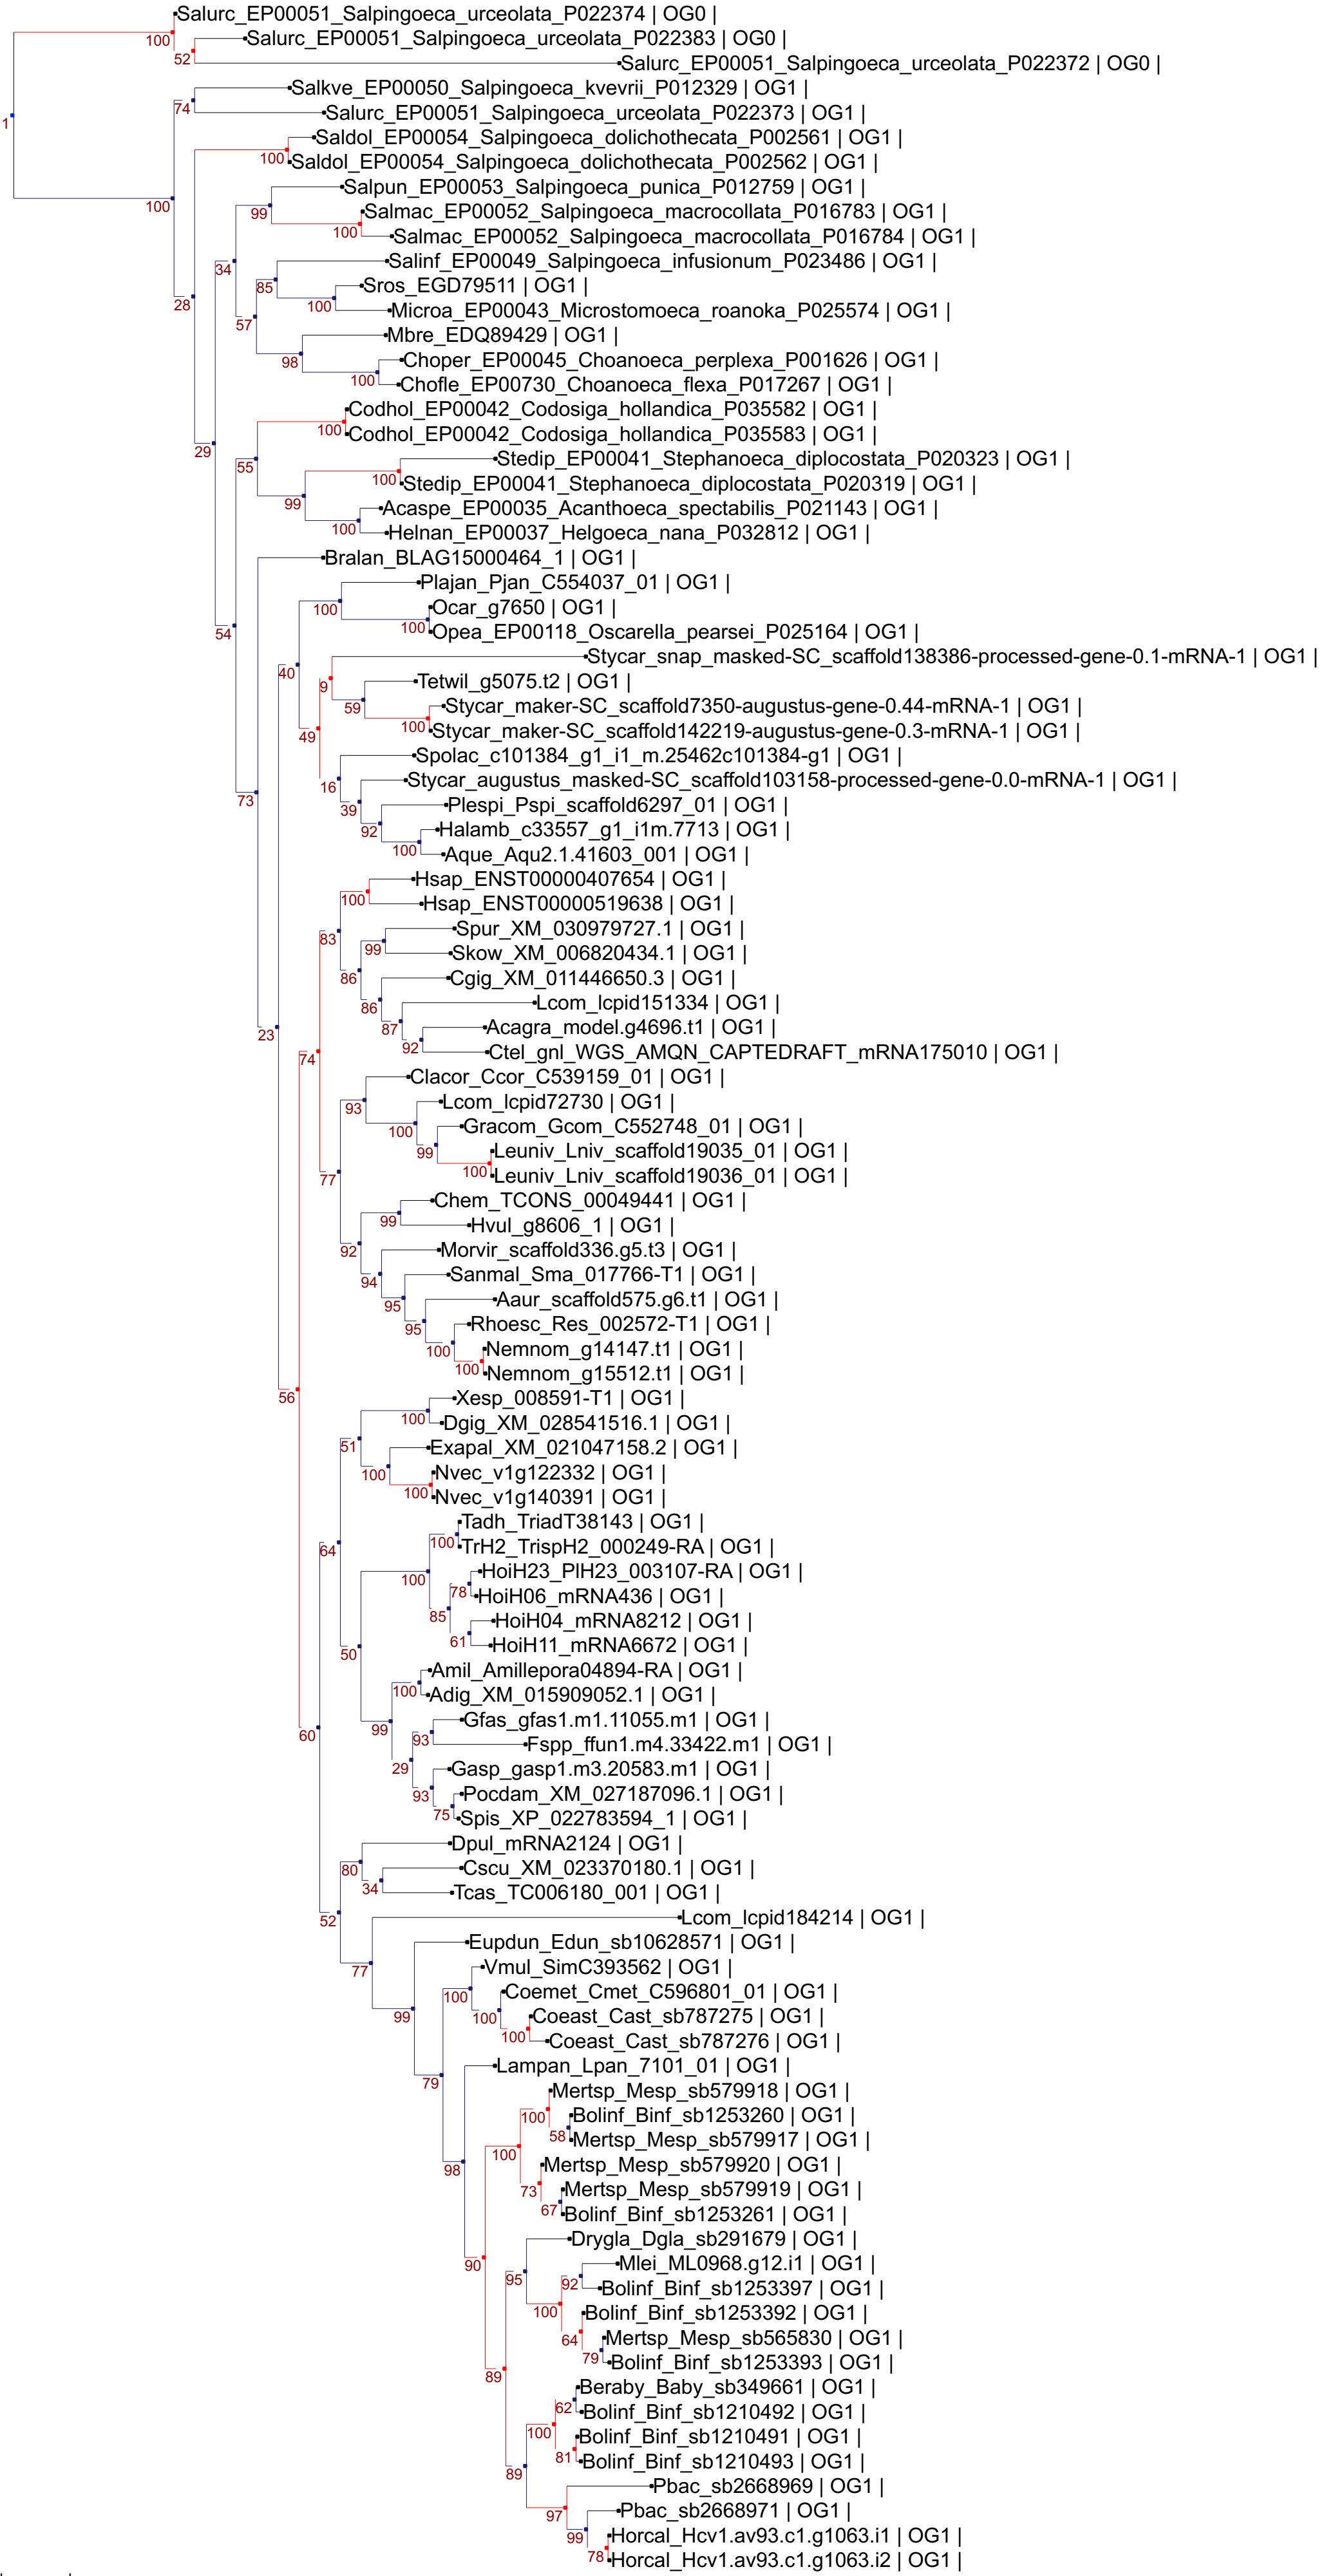 Salurc_EP00051_Salpingoeca_urceolata_P022374 | OG0 |
100
Salurc_EP00051_Salpingoeca_urceolata_P022383 | OG0 |
52
Salurc_EP00051_Salpingoeca_urceolata_P022372 | OG0 |
Salkve_EP00050_Salpingoeca_kvevrii_P012329 | OG1 |
74
Salurc_EP00051_Salpingoeca_urceolata_P022373 | OG1 |
1
Saldol_EP00054_Salpingoeca_dolichothecata_P002561 | OG1 |
100
Saldol_EP00054_Salpingoeca_dolichothecata_P002562 | OG1 |
Salpun_EP00053_Salpingoeca_punica_P012759 | OG1 |
100
99
Salmac_EP00052_Salpingoeca_macrocollata_P016783 | OG1 |
100
Salmac_EP00052_Salpingoeca_macrocollata_P016784 | OG1 |
Salinf_EP00049_Salpingoeca_infusionum_P023486 | OG1 |
34
85
Sros_EGD79511 | OG1 |
28
100
Microa_EP00043_Microstomoeca_roanoka_P025574 | OG1 |
57
Mbre_EDQ89429 | OG1 |
98
Choper_EP00045_Choanoeca_perplexa_P001626 | OG1 |
100
Chofle_EP00730_Choanoeca_flexa_P017267 | OG1 |
Codhol_EP00042_Codosiga_hollandica_P035582 | OG1 |
100
Codhol_EP00042_Codosiga_hollandica_P035583 | OG1 |
29
Stedip_EP00041_Stephanoeca_diplocostata_P020323 | OG1 |
55
100
Stedip_EP00041_Stephanoeca_diplocostata_P020319 | OG1 |
99
Acaspe_EP00035_Acanthoeca_spectabilis_P021143 | OG1 |
100
Helnan_EP00037_Helgoeca_nana_P032812 | OG1 |
Bralan_BLAG15000464_1 | OG1 |
Plajan_Pjan_C554037_01 | OG1 |
100
Ocar_g7650 | OG1 |
54
100
Opea_EP00118_Oscarella_pearsei_P025164 | OG1 |
Stycar_snap_masked-SC_scaffold138386-processed-gene-0.1-mRNA-1 | OG1 |
40
9
Tetwil_g5075.t2 | OG1 |
59
Stycar_maker-SC_scaffold7350-augustus-gene-0.44-mRNA-1 | OG1 |
100
Stycar_maker-SC_scaffold142219-augustus-gene-0.3-mRNA-1 | OG1 |
49
Spolac_c101384_g1_i1_m.25462c101384-g1 | OG1 |
16
Stycar_augustus_masked-SC_scaffold103158-processed-gene-0.0-mRNA-1 | OG1 |
73
39
Plespi_Pspi_scaffold6297_01 | OG1 |
92
Halamb_c33557_g1_i1m.7713 | OG1 |
100
Aque_Aqu2.1.41603_001 | OG1 |
Hsap_ENST00000407654 | OG1 |
100
Hsap_ENST00000519638 | OG1 |
Spur_XM_030979727.1 | OG1 |
83
99
Skow_XM_006820434.1 | OG1 |
86
Cgig_XM_011446650.3 | OG1 |
86
Lcom_lcpid151334 | OG1 |
87
Acagra_model.g4696.t1 | OG1 |
23
92
Ctel_gnl_WGS_AMQN_CAPTEDRAFT_mRNA175010 | OG1 |
74
Clacor_Ccor_C539159_01 | OG1 |
93
Lcom_lcpid72730 | OG1 |
100
Gracom_Gcom_C552748_01 | OG1 |
99
Leuniv_Lniv_scaffold19035_01 | OG1 |
100
Leuniv_Lniv_scaffold19036_01 | OG1 |
77
Chem_TCONS_00049441 | OG1 |
99
Hvul_g8606_1 | OG1 |
92
Morvir_scaffold336.g5.t3 | OG1 |
94
Sanmal_Sma_017766-T1 | OG1 |
95
Aaur_scaffold575.g6.t1 | OG1 |
95
Rhoesc_Res_002572-T1 | OG1 |
100
Nemnom_g14147.t1 | OG1 |
100
Nemnom_g15512.t1 | OG1 |
56
Xesp_008591-T1 | OG1 |
100
Dgig_XM_028541516.1 | OG1 |
51
Exapal_XM_021047158.2 | OG1 |
100
Nvec_v1g122332 | OG1 |
100
Nvec_v1g140391 | OG1 |
Tadh_TriadT38143 | OG1 |
100
TrH2_TrispH2_000249-RA | OG1 |
64
HoiH23_PlH23_003107-RA | OG1 |
100
78
HoiH06_mRNA436 | OG1 |
85
HoiH04_mRNA8212 | OG1 |
61
HoiH11_mRNA6672 | OG1 |
50
Amil_Amillepora04894-RA | OG1 |
100
Adig_XM_015909052.1 | OG1 |
Gfas_gfas1.m1.11055.m1 | OG1 |
99
60
93
Fspp_ffun1.m4.33422.m1 | OG1 |
29
Gasp_gasp1.m3.20583.m1 | OG1 |
93
Pocdam_XM_027187096.1 | OG1 |
75
Spis_XP_022783594_1 | OG1 |
Dpul_mRNA2124 | OG1 |
80
Cscu_XM_023370180.1 | OG1 |
34
Tcas_TC006180_001 | OG1 |
52
Lcom_lcpid184214 | OG1 |
Eupdun_Edun_sb10628571 | OG1 |
77
Vmul_SimC393562 | OG1 |
100
Coemet_Cmet_C596801_01 | OG1 |
99
100
Coeast_Cast_sb787275 | OG1 |
100
Coeast_Cast_sb787276 | OG1 |
Lampan_Lpan_7101_01 | OG1 |
79
Mertsp_Mesp_sb579918 | OG1 |
100
Bolinf_Binf_sb1253260 | OG1 |
58
Mertsp_Mesp_sb579917 | OG1 |
100
Mertsp_Mesp_sb579920 | OG1 |
98
73
Mertsp_Mesp_sb579919 | OG1 |
67
Bolinf_Binf_sb1253261 | OG1 |
Drygla_Dgla_sb291679 | OG1 |
90
Mlei_ML0968.g12.i1 | OG1 |
95
92
Bolinf_Binf_sb1253397 | OG1 |
100
Bolinf_Binf_sb1253392 | OG1 |
64
Mertsp_Mesp_sb565830 | OG1 |
79
Bolinf_Binf_sb1253393 | OG1 |
89
Beraby_Baby_sb349661 | OG1 |
62
Bolinf_Binf_sb1210492 | OG1 |
100
Bolinf_Binf_sb1210491 | OG1 |
81
Bolinf_Binf_sb1210493 | OG1 |
89
Pbac_sb2668969 | OG1 |
97
Pbac_sb2668971 | OG1 |
99
Horcal_Hcv1.av93.c1.g1063.i1 | OG1 |
78
Horcal_Hcv1.av93.c1.g1063.i2 | OG1 |